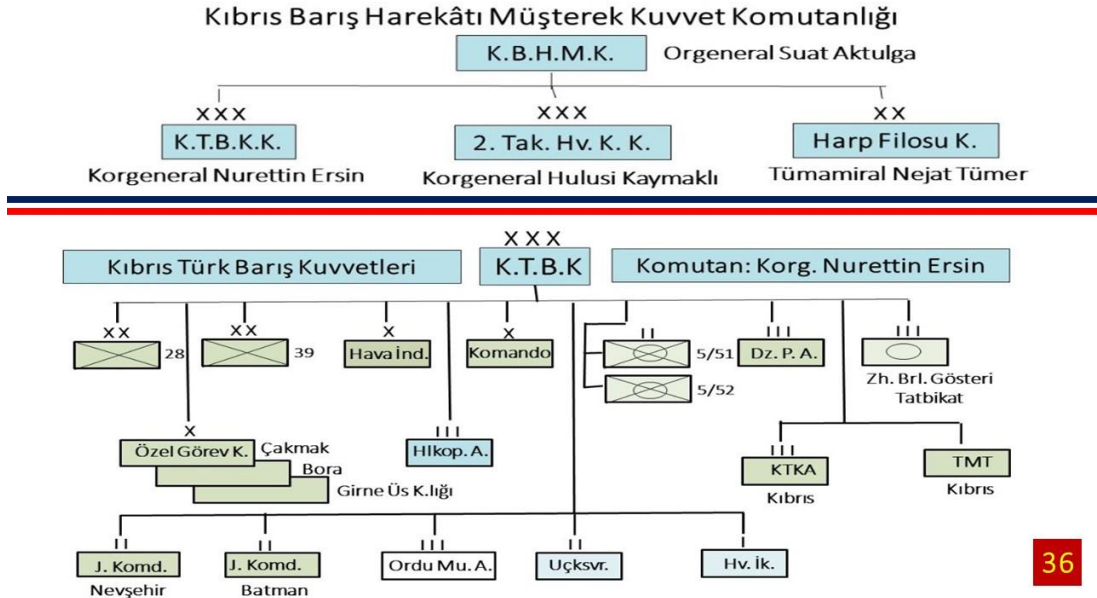 Kıbrıs Barış Harekâtı Müşterek Kuvvet Komutanlığı
K.B.H.M.K. Orgeneral Suat Aktulga
XXX XXX XX
K.T.B.K.K. 2. Tak. Hv. K. K. Harp Filosu K.
Korgeneral Nurettin Ersin Korgeneral Hulusi Kaymaklı Tümamiral Nejat Tümer
XXX
Kıbrıs Türk Barış Kuvvetleri K.T.B.K Komutan: Korg. Nurettin Ersin
XX XX X X II III III
28 39 Hava İnd. Komando 5/51 Dz. P. A.
5/52 Zh. Brl. Gösteri
Tatbikat
X III
Özel Görev K. Çakmak Hlkop. A.
Bora
Girne Üs K.lığı
III
KTKA TMT
Kıbrıs Kıbrıs
II II III II I
J. Komd. J. Komd. Ordu Mu. A. Uçksvr. Hv. İk.
Nevşehir Batman
36